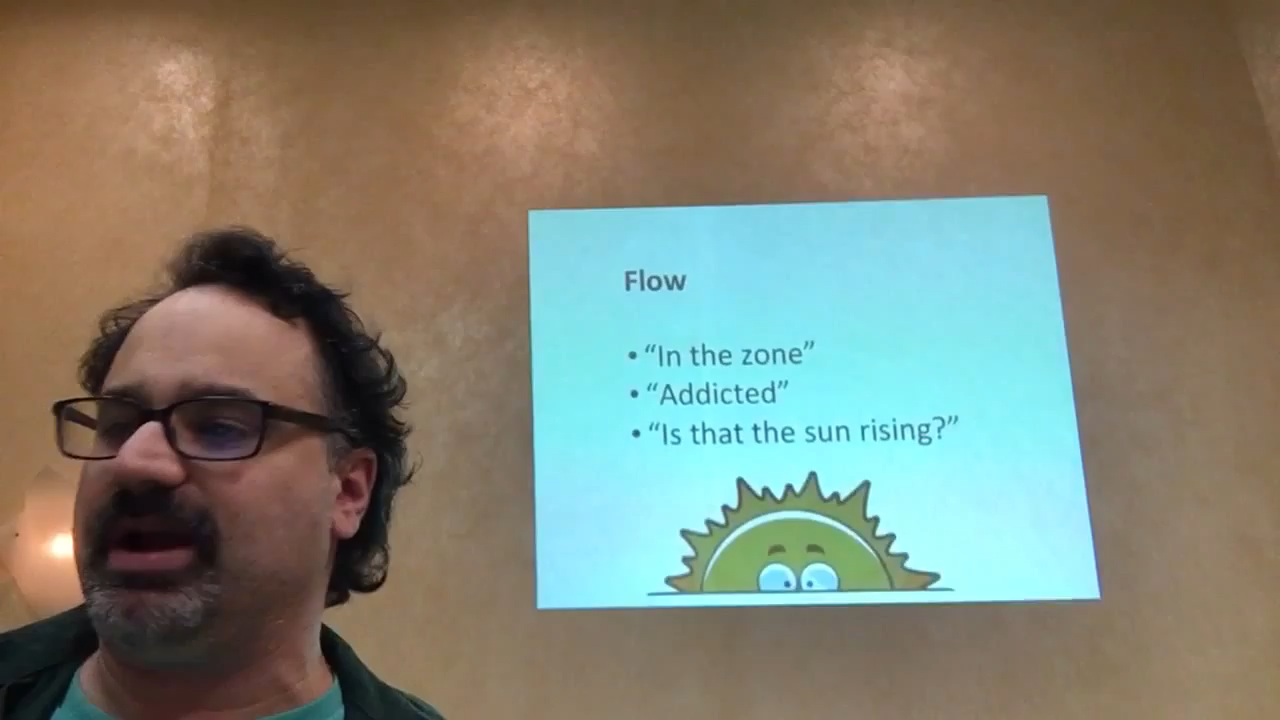 Flow
• “In the zone”
• “Addicted”
• “Is that the sun rising?”